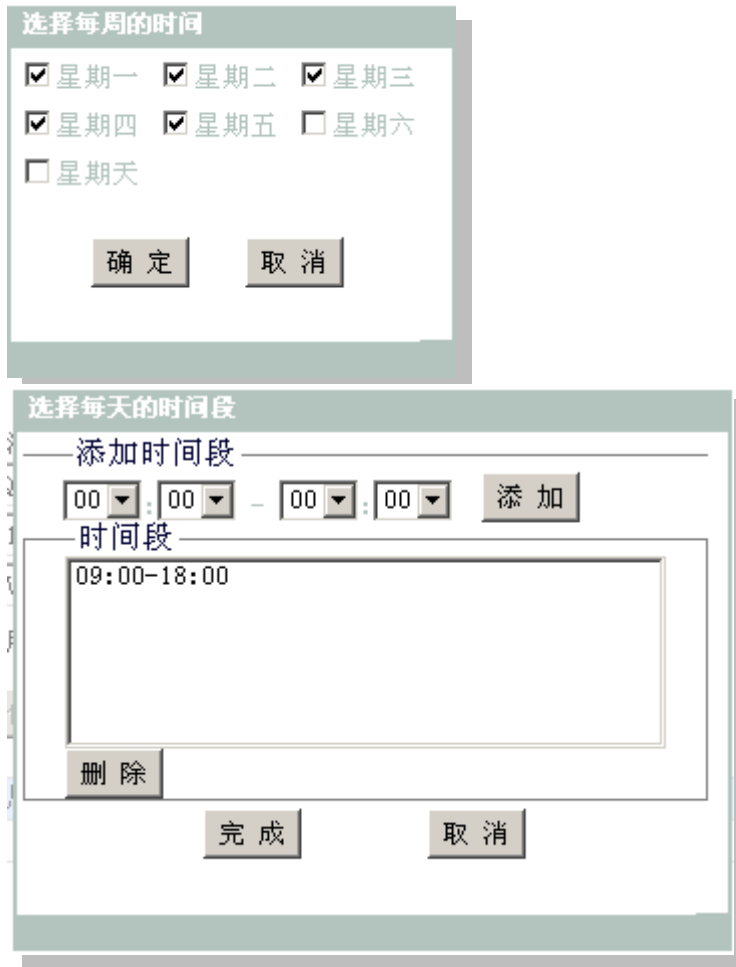 选择每周的时间
星期一 星期二 星期三
星期四 星期五 星期六
星期天
确 定 取 消
选择每天的时间段
添加时间段
00 : 00 - 00 : 00 添 加
时间段
09:00-18:00
删 除
完 成 取 消